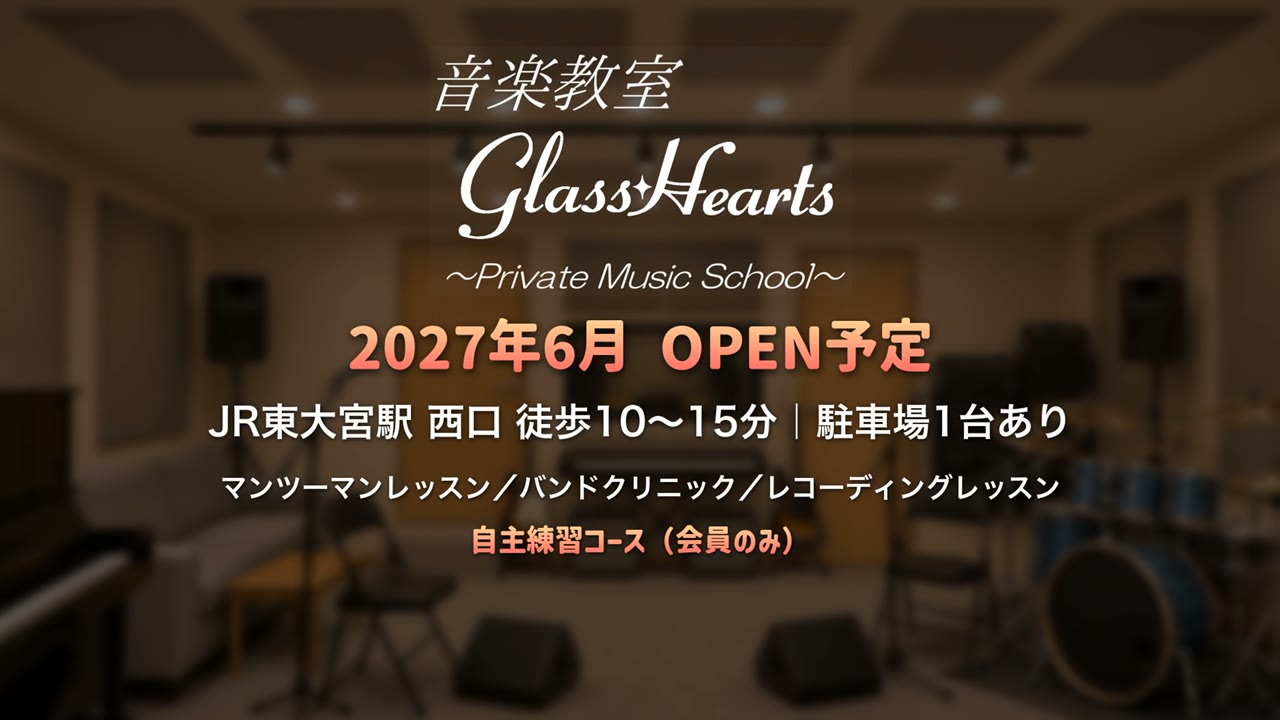 音楽教室
Glass Hearts
〜Private Music School〜
2027年6月 OPEN予定
JR東大宮駅 西口 徒歩10〜15分｜駐車場1台あり
マンツーマンレッスン／バンドクリニック／レコーディングレッスン
自主練習コース（会員のみ）